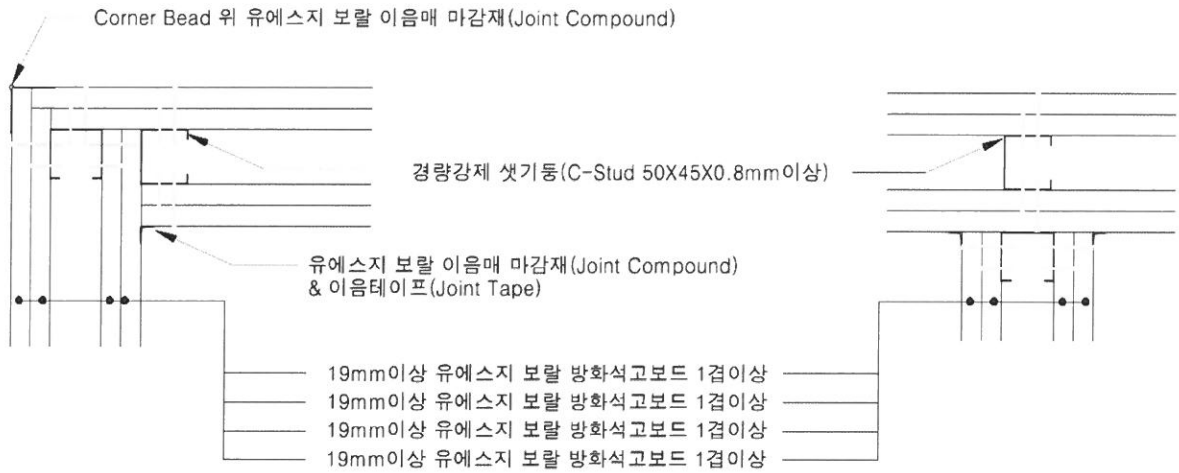 Corner Bead 위 유에스지 보랄 이음매 마감재(Joint Compound)
경량강제 샛기둥(C-Stud 50X45X0.8mm이상)
유에스지 보랄 이음매 마감재(Joint Compound)
& 이음테이프(Joint Tape)
19mm이상 유에스지 보랄 방화석고보드 1겹이상
19mm이상 유에스지 보랄 방화석고보드 1겹이상
19mm이상 유에스지 보랄 방화석고보드 1겹이상
19mm이상 유에스지 보랄 방화석고보드 1겹이상